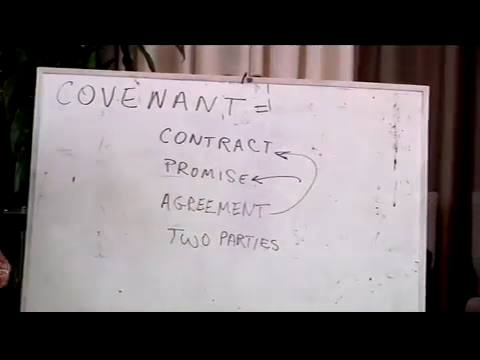 COVENANT =
CONTRACT
PROMISE
AGREEMENT
TWO PARTIES